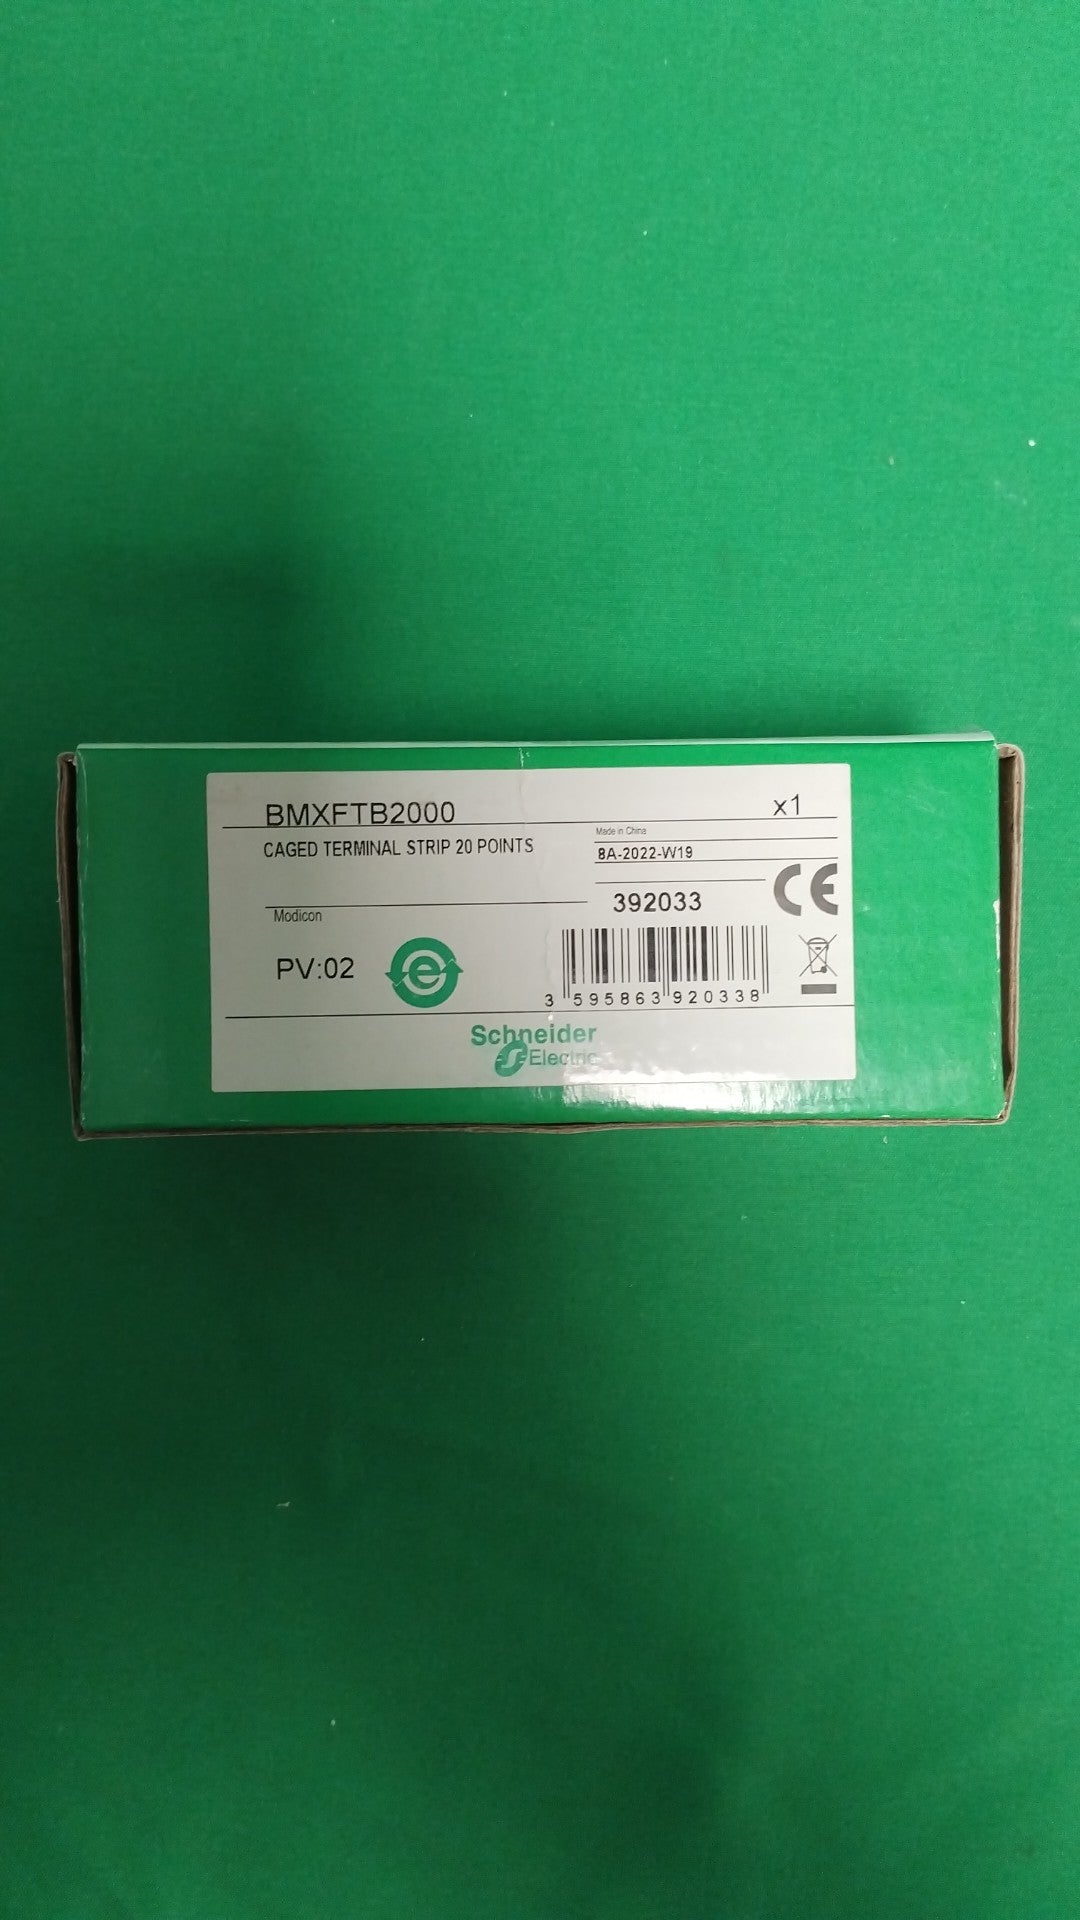 BMXFTB2000
x1
CAGED TERMINAL STRIP 20 POINTS
Made in China
8A-2022-W19
CE
392033
Modicon
PV:02
e
3 595863 920338
Schneider
Electric